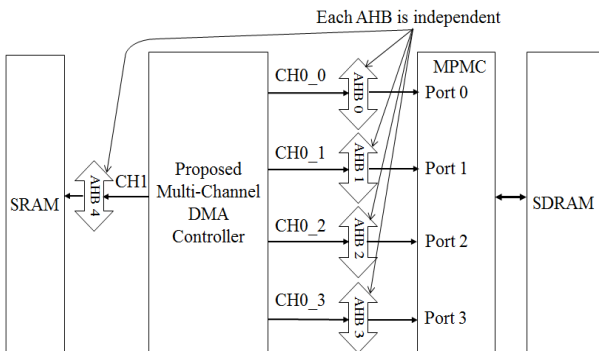 Each AHB is independent
MPMC
CH0_0
AHB 0
Port 0
CH0_1
AHB 1
Port 1
SRAM
AHB 4
CH1
Proposed
Multi-Channel
DMA
Controller
SDRAM
CH0_2
AHB 2
Port 2
CH0_3
AHB 3
Port 3